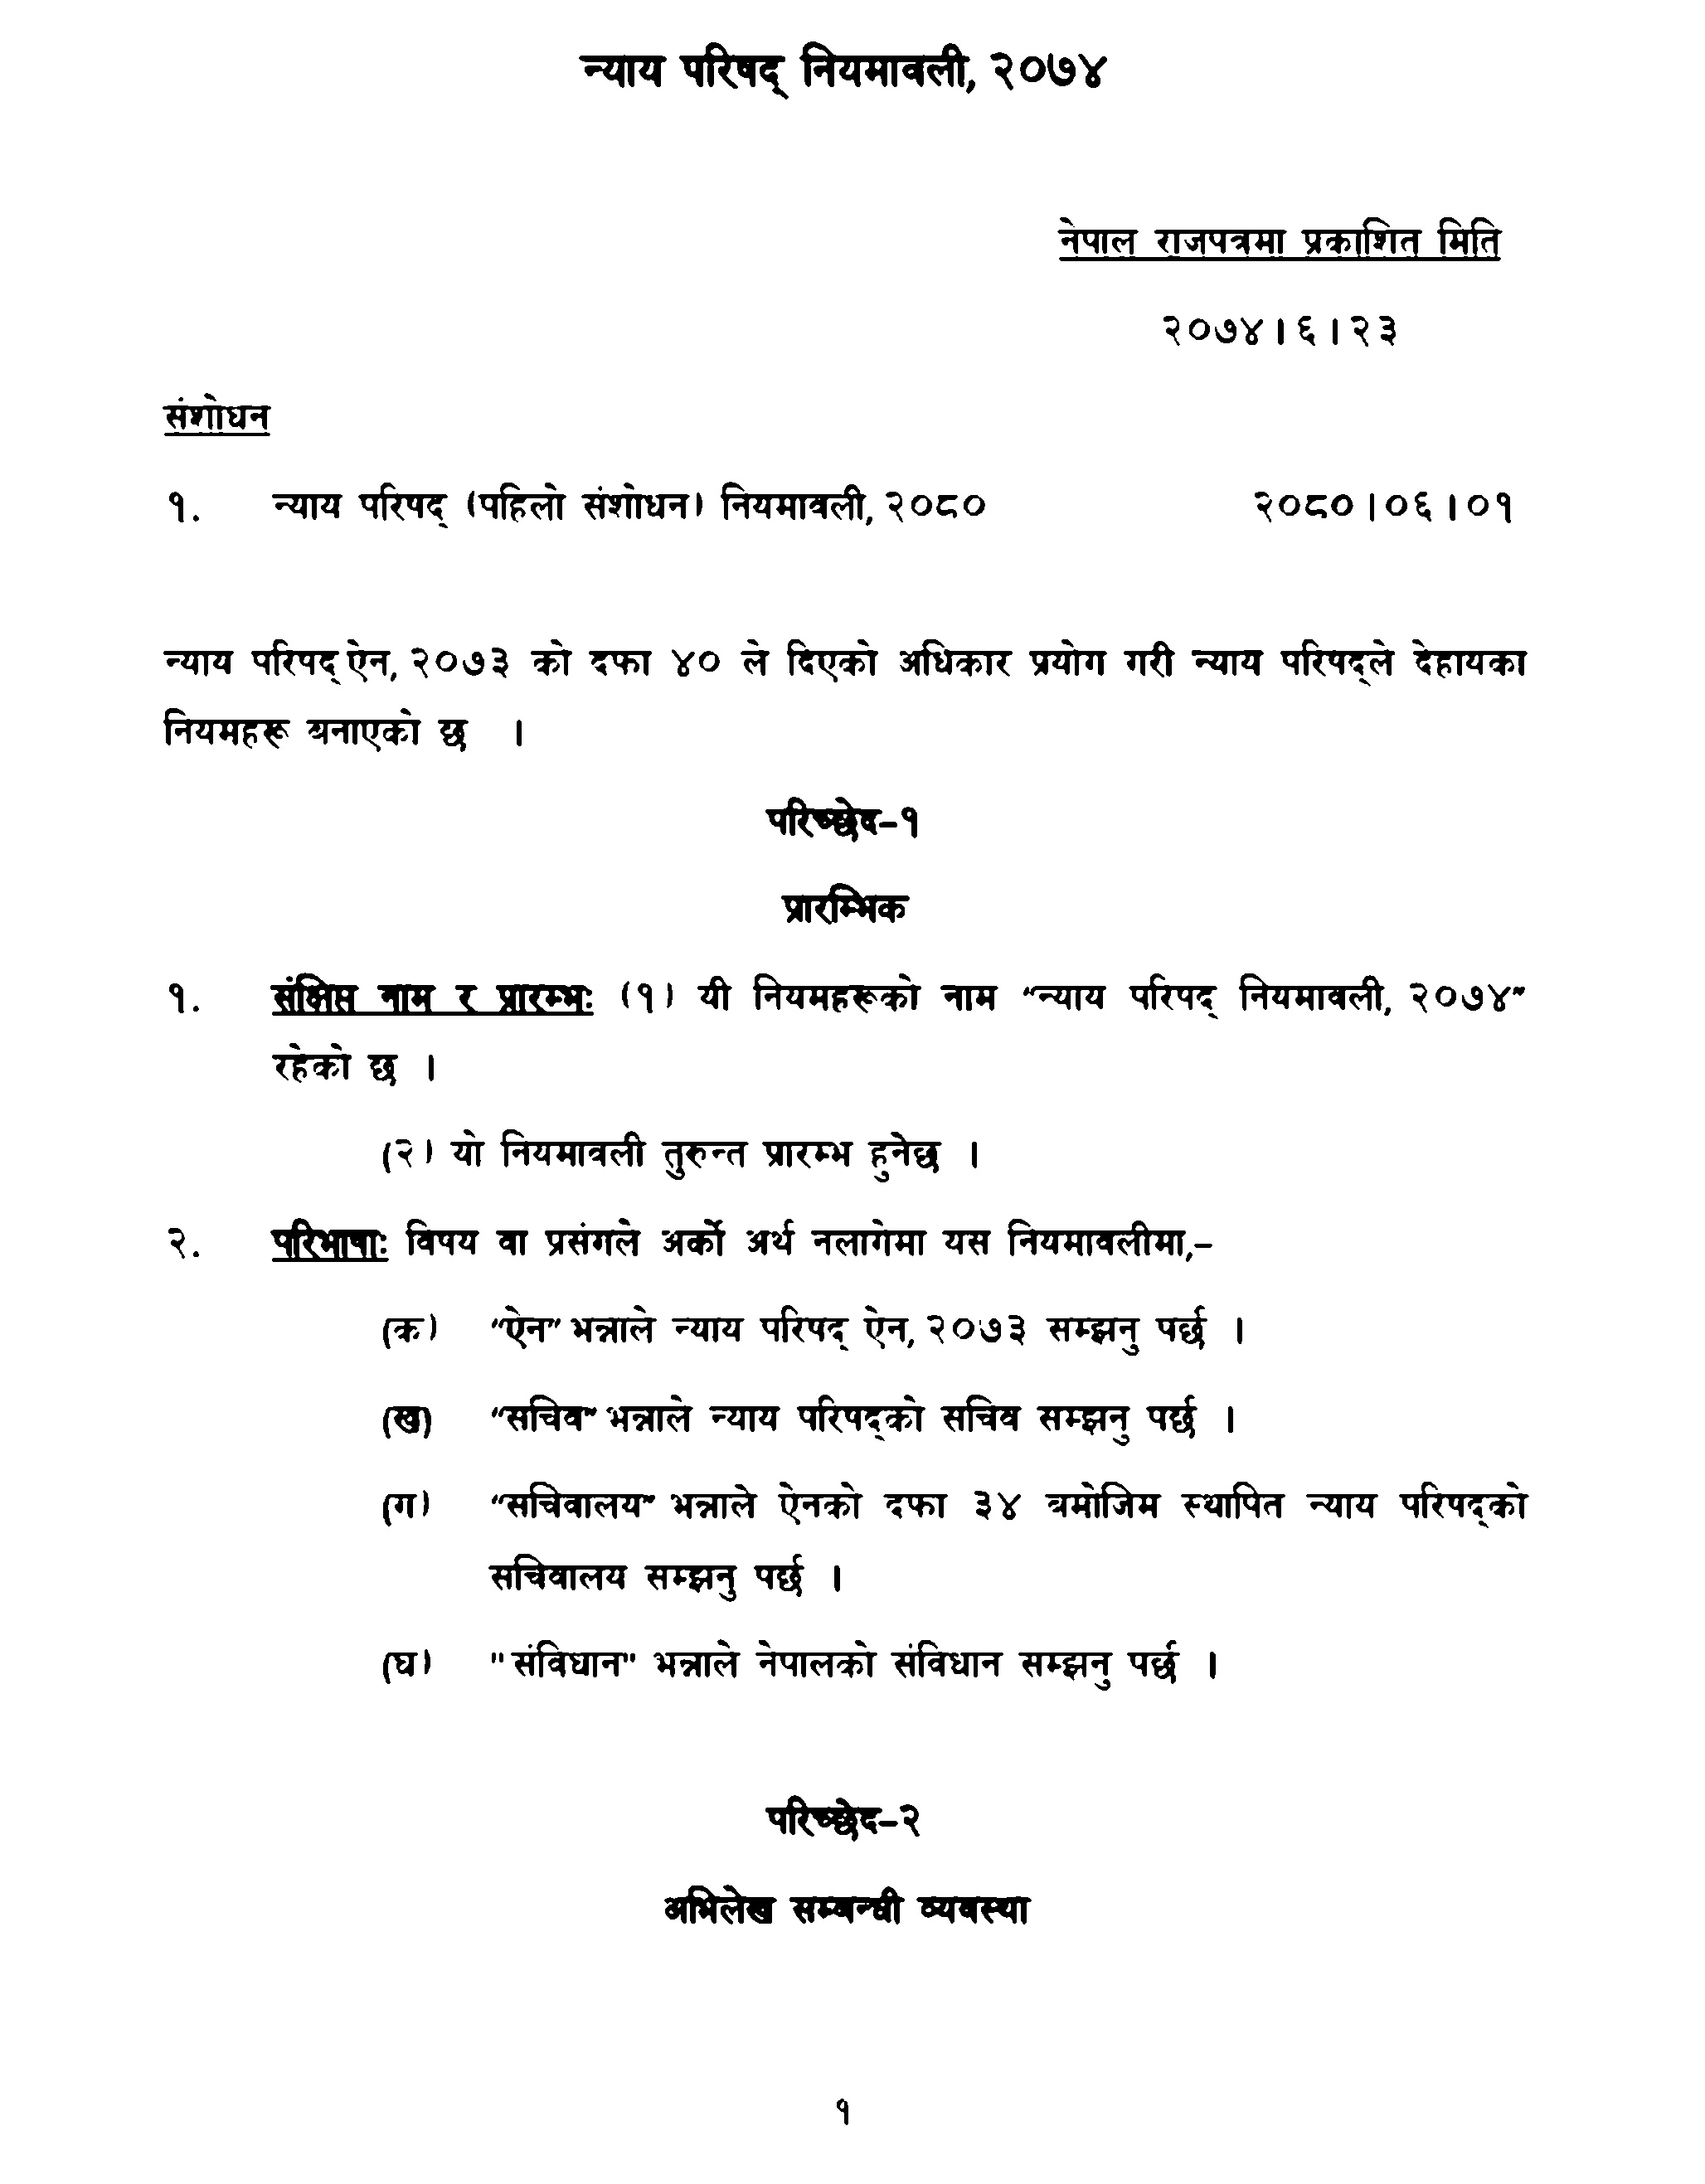 न्याय परिषद् नियमावली, २०७४
नेपाल राजपत्रमा प्रकाशित मिति
२०७४।६।२३
संशोधन
१. न्याय परिषद् (पहिलो संशोधन) नियमावली, २०८० २०८०।०६।०१
न्याय परिषद् ऐन, २०७३ को दफा ४० ले दिएको अधिकार प्रयोग गरी न्याय परिषद्ले देहायका
नियमहरू बनाएको छ ।
परिच्छेद–१
प्रारम्भिक
१. संक्षिप्त नाम र प्रारम्भः (१) यी नियमहरूको नाम “न्याय परिषद् नियमावली, २०७४”
रहेको छ ।
(२) यो नियमावली तुरुन्त प्रारम्भ हुनेछ ।
२. परिभाषाः विषय वा प्रसंगले अर्को अर्थ नलागेमा यस नियमावलीमा,–
(क) “ऐन” भन्नाले न्याय परिषद् ऐन, २०७३ सम्झनु पर्छ ।
(ख) “सचिव” भन्नाले न्याय परिषद्को सचिव सम्झनु पर्छ ।
(ग) “सचिवालय” भन्नाले ऐनको दफा ३४ बमोजिम स्थापित न्याय परिषद्को
सचिवालय सम्झनु पर्छ ।
(घ) "संविधान" भन्नाले नेपालको संविधान सम्झनु पर्छ ।
परिच्छेद–२
अभिलेख सम्बन्धी व्यवस्था
१